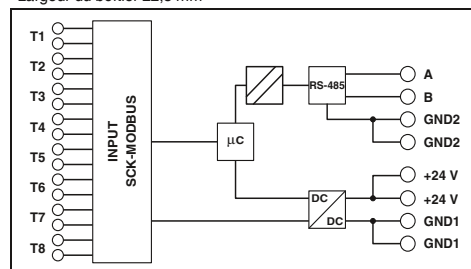 Largeur du boîtier 22,5 mm
T1
T2
T3
T4
T5
T6
T7
T8
INPUT
SCK-MODBUS
µC
RS-485
DC
DC
A
B
GND2
GND2
+24 V
+24 V
GND1
GND1